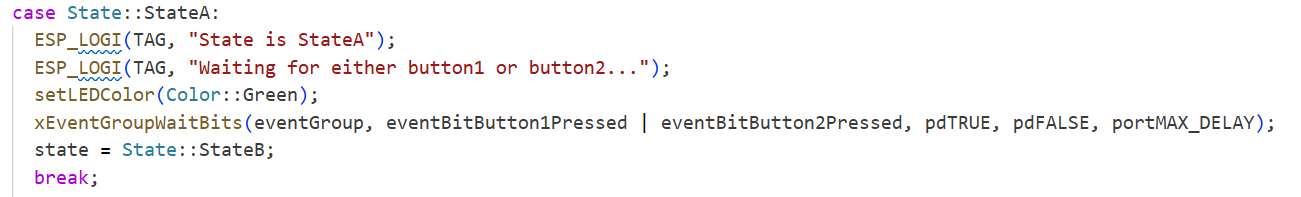 case State::StateA:
ESP_LOGI(TAG, "State is StateA");
ESP_LOGI(TAG, "Waiting for either button1 or button2...");
setLEDColor(Color::Green);
xEventGroupWaitBits(eventGroup, eventBitButton1Pressed | eventBitButton2Pressed, pdTRUE, pdFALSE, portMAX_DELAY);
state = State::StateB;
break;